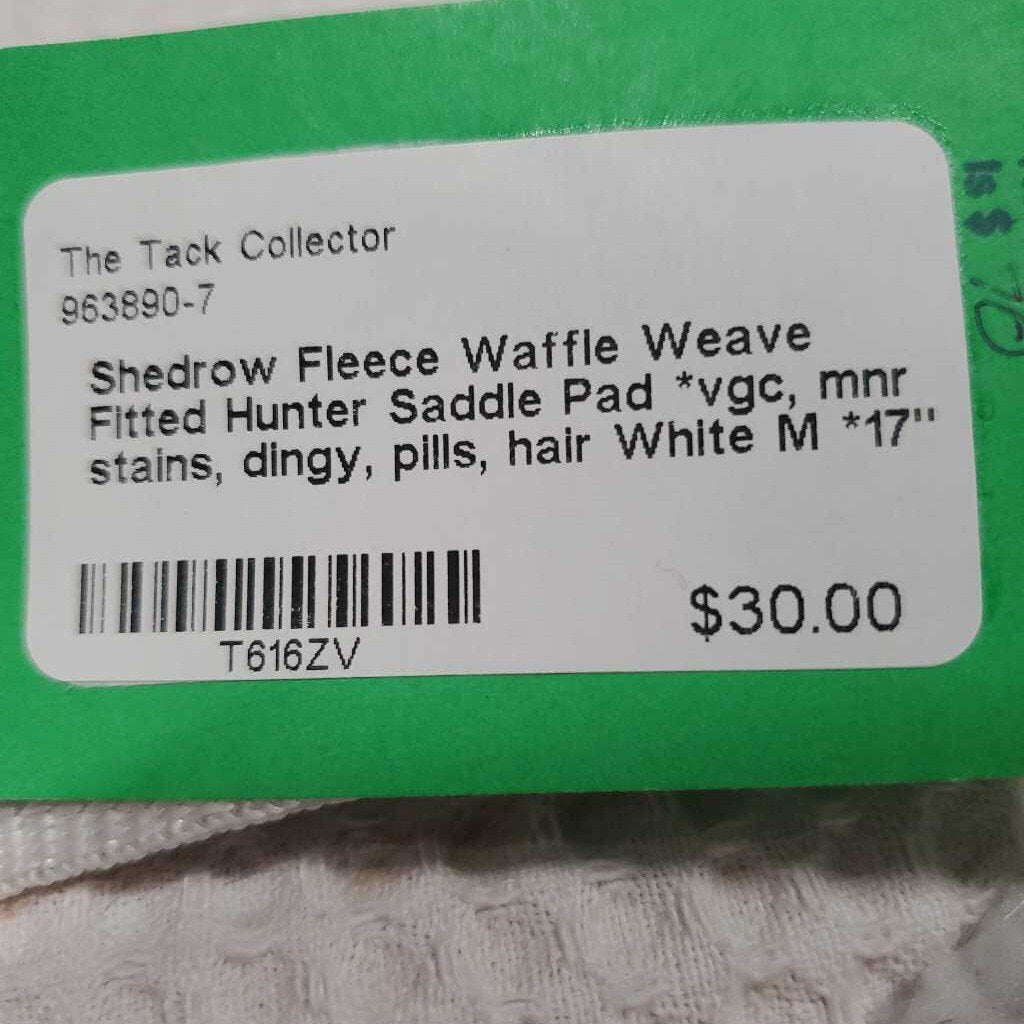 The Tack Collector
963890-7
Shedrow Fleece Waffle Weave
Fitted Hunter Saddle Pad *vgc, mnr
stains, dingy, pills, hair White M *17"
T616ZV
$30.00